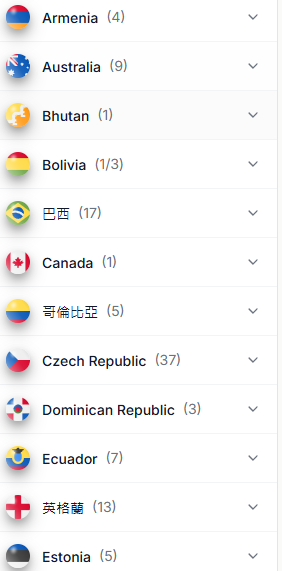 Armenia (4)
Australia (9)
Bhutan (1)
Bolivia (1/3)
巴西 (17)
Canada (1)
哥倫比亞 (5)
Czech Republic (37)
Dominican Republic (3)
Ecuador (7)
英格蘭 (13)
Estonia (5)